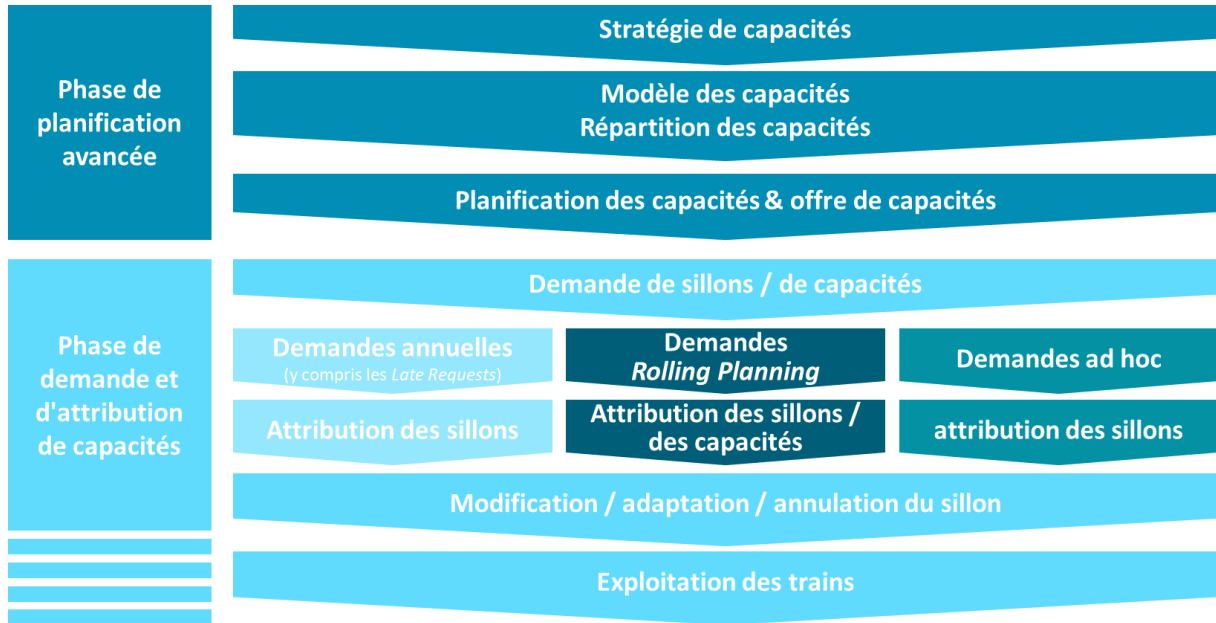 Phase de
planification
avancée
Stratégie de capacités
Modèle des capacités
Répartition des capacités
Planification des capacités & offre de capacités
Phase de
demande et
d'attribution
de capacités
Demande de sillons / de capacités
Demandes annuelles
(y compris les Late Requests)
Demandes
Rolling Planning
Demandes ad hoc
Attribution des sillons
Attribution des sillons /
des capacités
attribution des sillons
Modification / adaptation / annulation du sillon
Exploitation des trains